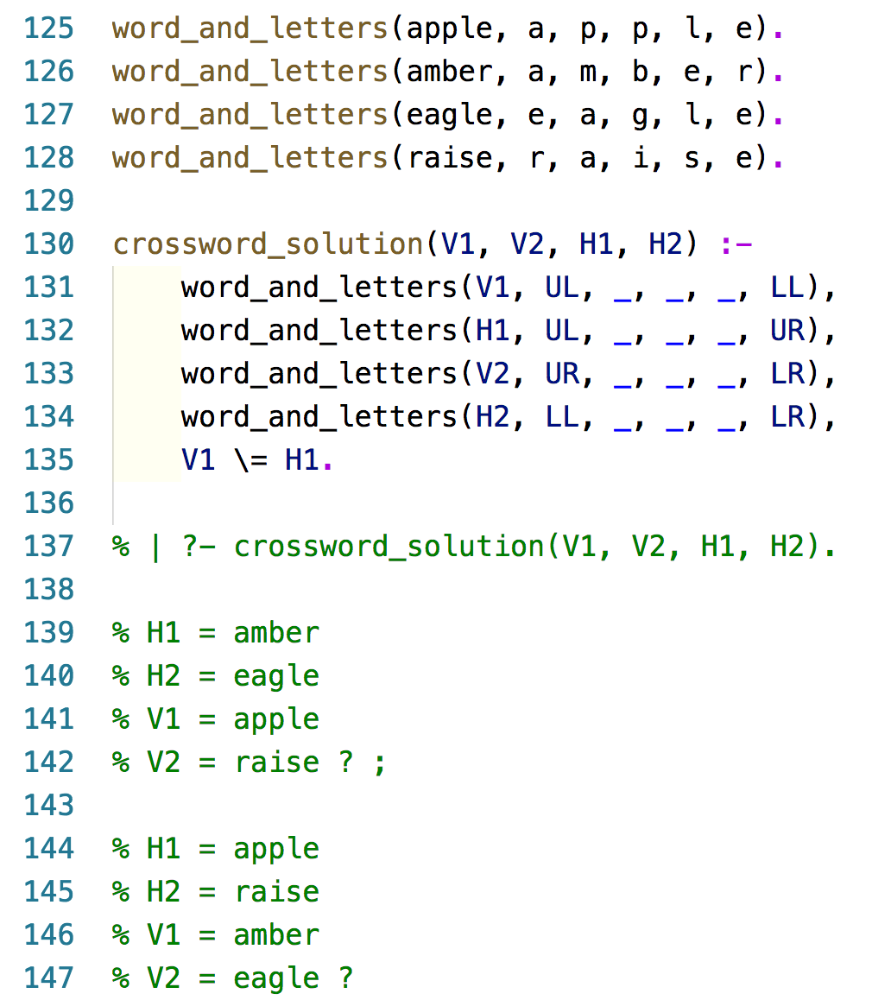 125 word_and_letters(apple, a, p, p, l, e).
126 word_and_letters(amber, a, m, b, e, r).
127 word_and_letters(eagle, e, a, g, l, e).
128 word_and_letters(raise, r, a, i, s, e).
129
130 crossword_solution(V1, V2, H1, H2) :-
131     word_and_letters(V1, UL, _, _, _, LL),
132     word_and_letters(H1, UL, _, _, _, UR),
133     word_and_letters(V2, UR, _, _, _, LR),
134     word_and_letters(H2, LL, _, _, _, LR),
135     V1 \= H1.
136
137 % | ?- crossword_solution(V1, V2, H1, H2).
138
139 % H1 = amber
140 % H2 = eagle
141 % V1 = apple
142 % V2 = raise ? ;
143
144 % H1 = apple
145 % H2 = raise
146 % V1 = amber
147 % V2 = eagle ?